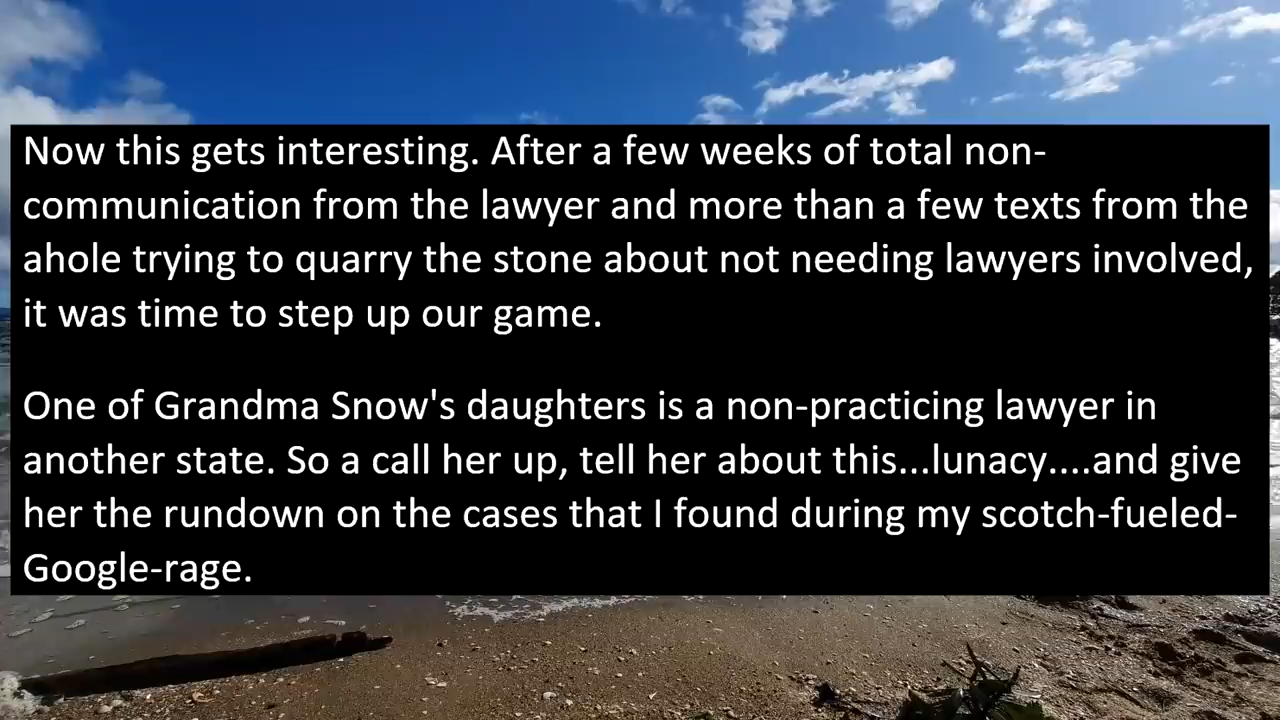 Now this gets interesting. After a few weeks of total non-
communication from the lawyer and more than a few texts from the
ahole trying to quarry the stone about not needing lawyers involved,
it was time to step up our game.
One of Grandma Snow's daughters is a non-practicing lawyer in
another state. So a call her up, tell her about this...lunacy....and give
her the rundown on the cases that I found during my scotch-fueled-
Google-rage.